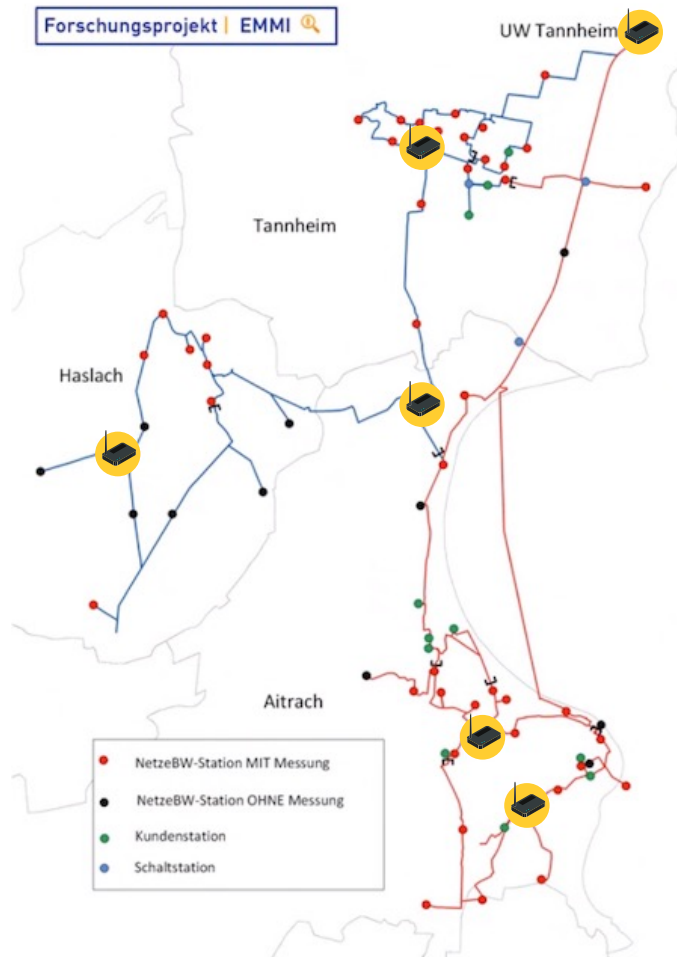 Forschungsprojekt | EMMI
UW Tannheim
Tannheim
Haslach
Aitrach
NetzeBW-Station MIT Messung
NetzeBW-Station OHNE Messung
Kundenstation
Schaltstation